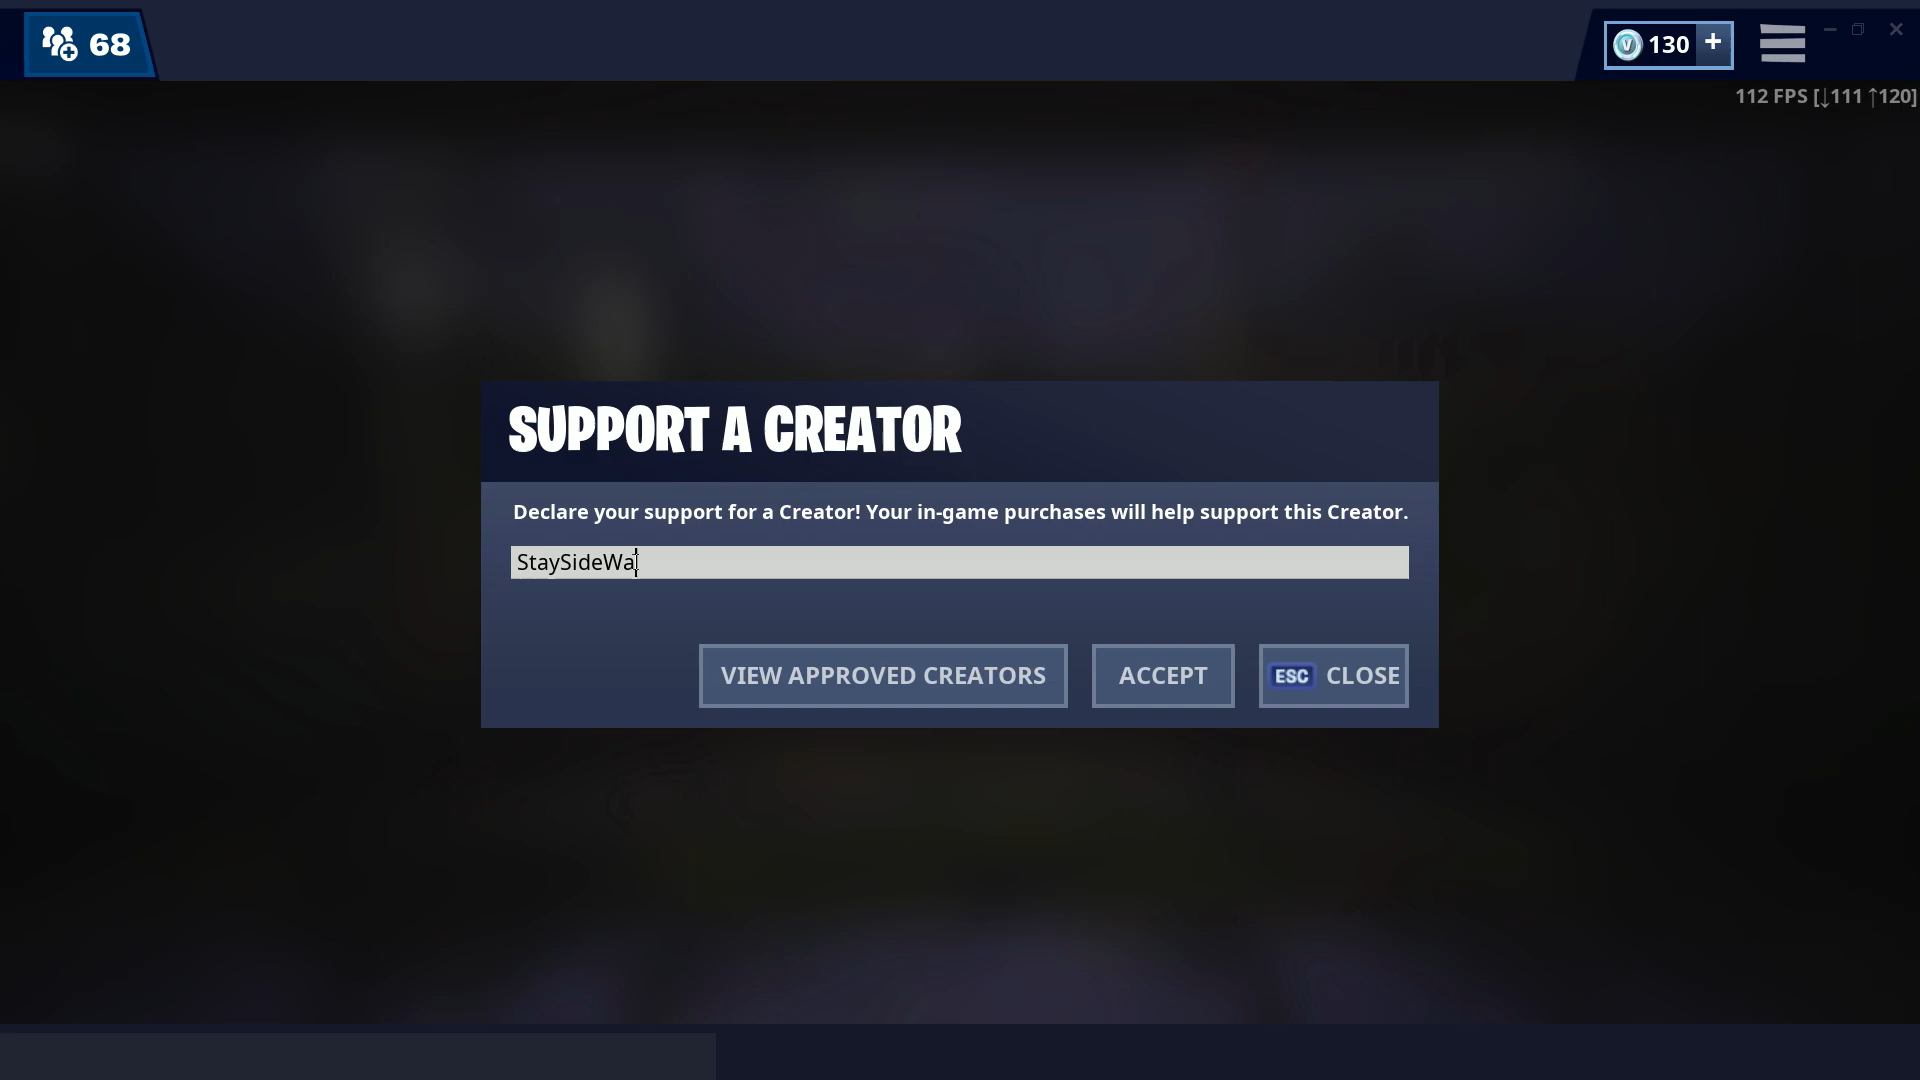 68
130 +
112 FPS [↓111 ↑120]
SUPPORT A CREATOR
Declare your support for a Creator! Your in-game purchases will help support this Creator.
StaySideWa
VIEW APPROVED CREATORS ACCEPT ESC CLOSE